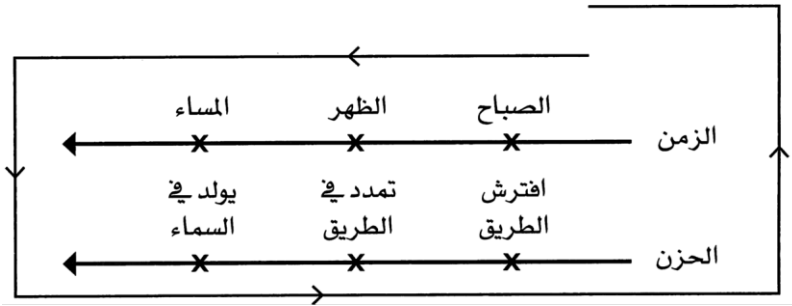 الصباح الظهر المساء
الزمن
افترش تمدد في يولد في
الطريق الطريق السماء
الحزن